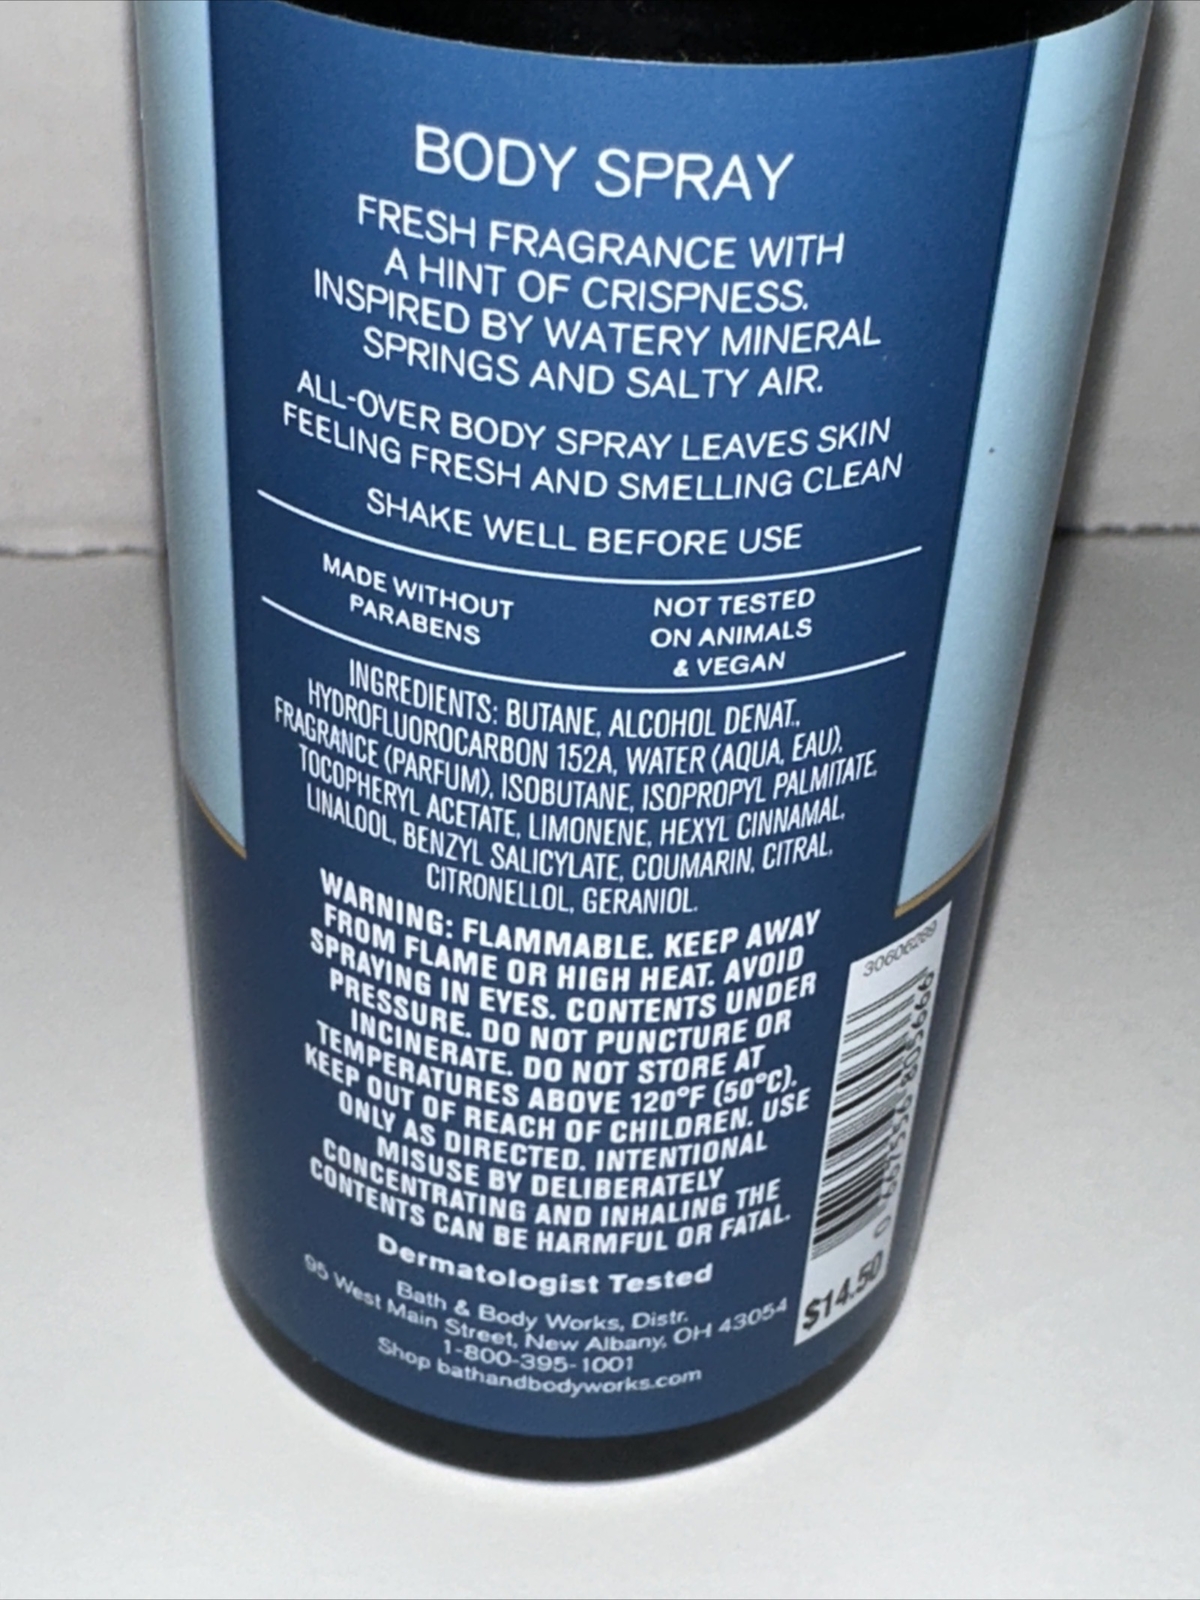 BODY SPRAY
FRESH FRAGRANCE WITH
A HINT OF CRISPNESS.
INSPIRED BY WATERY MINERAL
SPRINGS AND SALTY AIR.
ALL-OVER BODY SPRAY LEAVES SKIN
FEELING FRESH AND SMELLING CLEAN
SHAKE WELL BEFORE USE
MADE WITHOUT
PARABENS
NOT TESTED
ON ANIMALS
& VEGAN
INGREDIENTS: BUTANE, ALCOHOL DENAT.,
HYDROFLUOROCARBON 152A, WATER (AQUA, EAU),
FRAGRANCE (PARFUM), ISOBUTANE, ISOPROPYL PALMITATE,
TOCOPHERYL ACETATE, LIMONENE, HEXYL CINNAMAL,
LINALOOL, BENZYL SALICYLATE, COUMARIN, CITRAL,
CITRONELLOL, GERANIOL.
WARNING: FLAMMABLE. KEEP AWAY
FROM FLAME OR HIGH HEAT. AVOID
SPRAYING IN EYES. CONTENTS UNDER
PRESSURE. DO NOT PUNCTURE OR
INCINERATE. DO NOT STORE AT
TEMPERATURES ABOVE 120°F (50°C).
KEEP OUT OF REACH OF CHILDREN. USE
ONLY AS DIRECTED. INTENTIONAL
MISUSE BY DELIBERATELY
CONCENTRATING AND INHALING THE
CONTENTS CAN BE HARMFUL OR FATAL.
Dermatologist Tested
Bath & Body Works, Distr.
95 West Main Street, New Albany, OH 43054
1-800-395-1001
Shop bathandbodyworks.com
30606289
$14.50